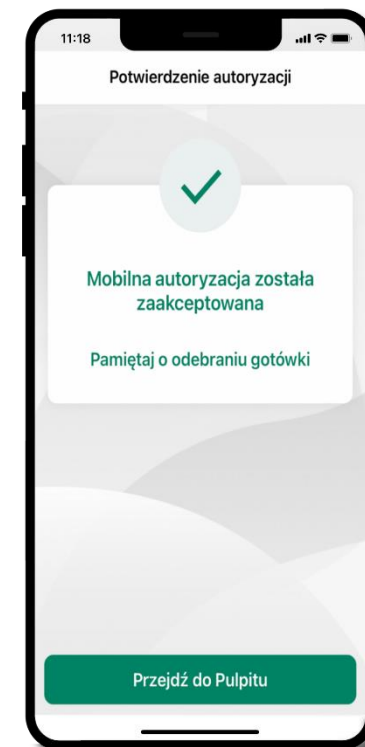 11:18
Potwierdzenie autoryzacji
Mobilna autoryzacja została
zaakceptowana
Pamiętaj o odebraniu gotówki
Przejdź do Pulpitu